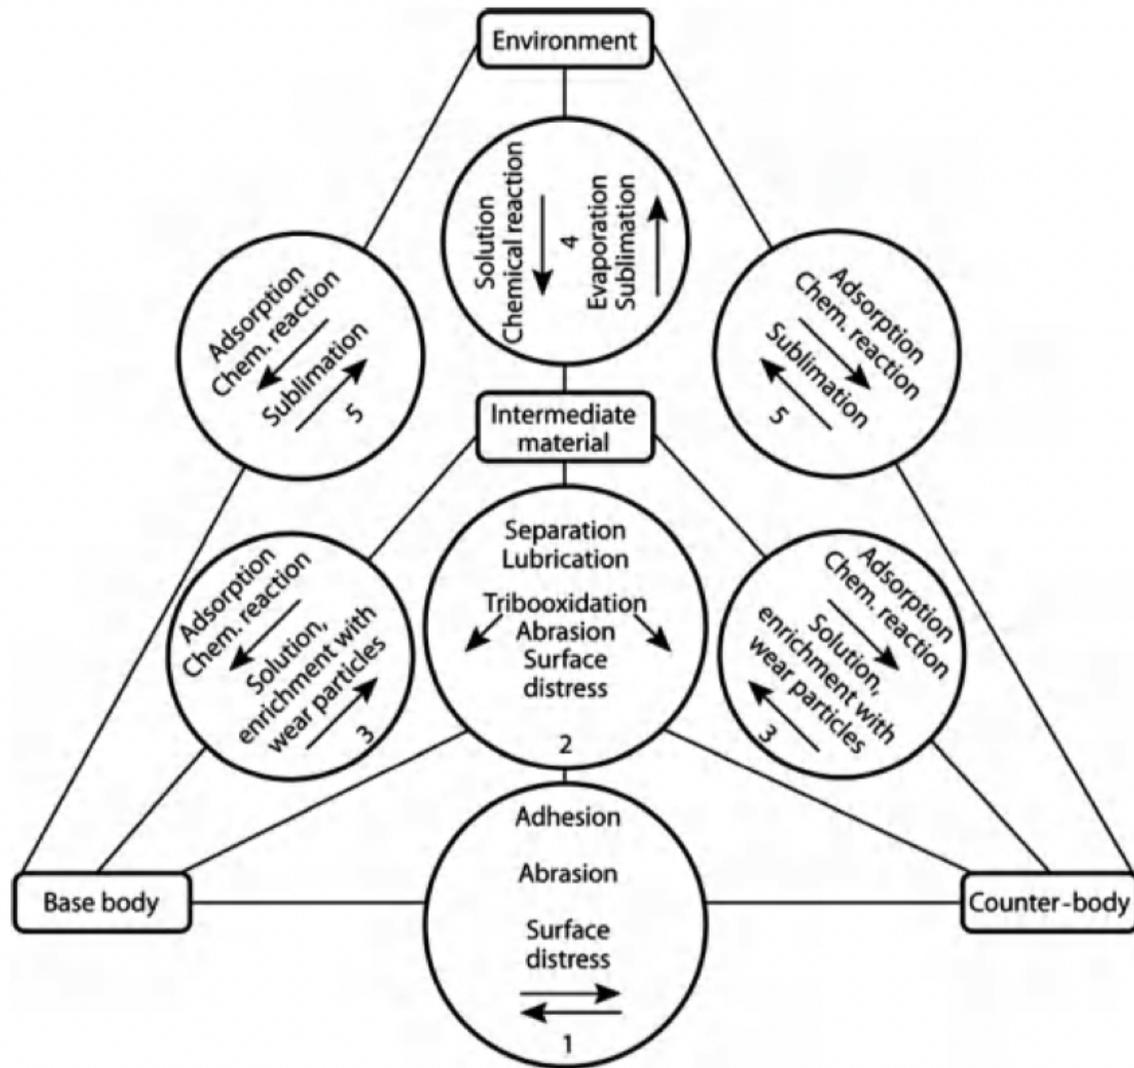 Environment
Solution
Chemical reaction
4
Evaporation
Sublimation
Adsorption
Chem. reaction
Sublimation
5
Adsorption
Chem. reaction
Sublimation
5
Intermediate
material
Adsorption
Chem. reaction
Solution,
enrichment with
wear particles
3
Separation
Lubrication
Tribooxidation
Abrasion
Surface
distress
2
Adsorption
Chem. reaction
Solution,
enrichment with
wear particles
3
Base body
Adhesion
Abrasion
Surface
distress
1
Counter-body